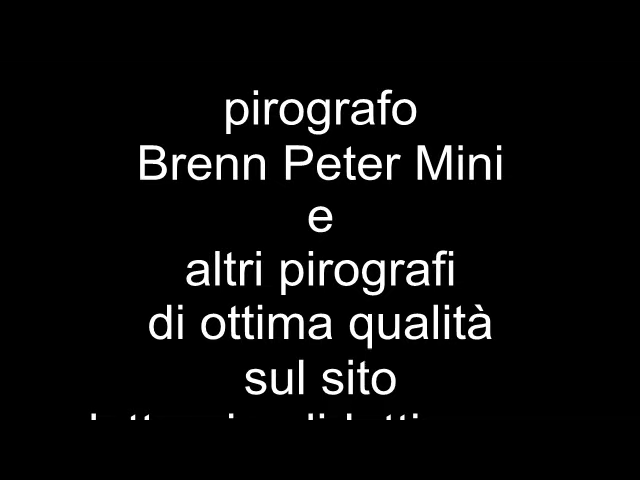 pirografo
Brenn Peter Mini
e
altri pirografi
di ottima qualità
sul sito